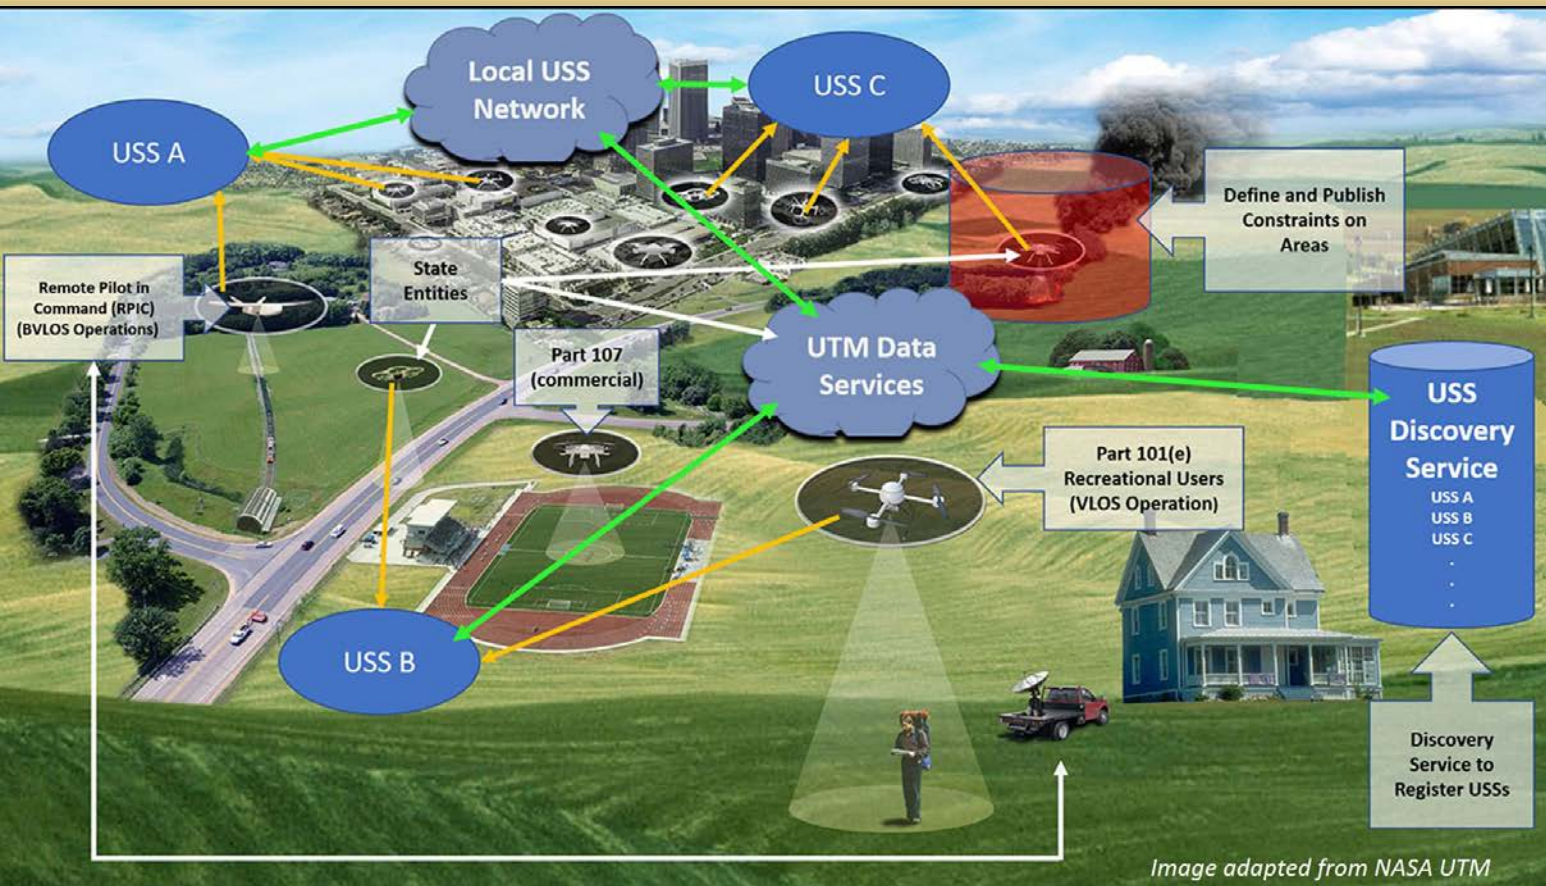 Local USS
Network
USS C
USS A
Define and Publish
Constraints on
Areas
State
Entities
Remote Pilot in
Command (RPIC)
(BVLOS Operations)
Part 107
(commercial)
UTM Data
Services
USS
Discovery
Service
USS A
USS B
USS C
.
.
.
Part 101(e)
Recreational Users
(VLOS Operation)
USS B
Discovery
Service to
Register USSs
Image adapted from NASA UTM